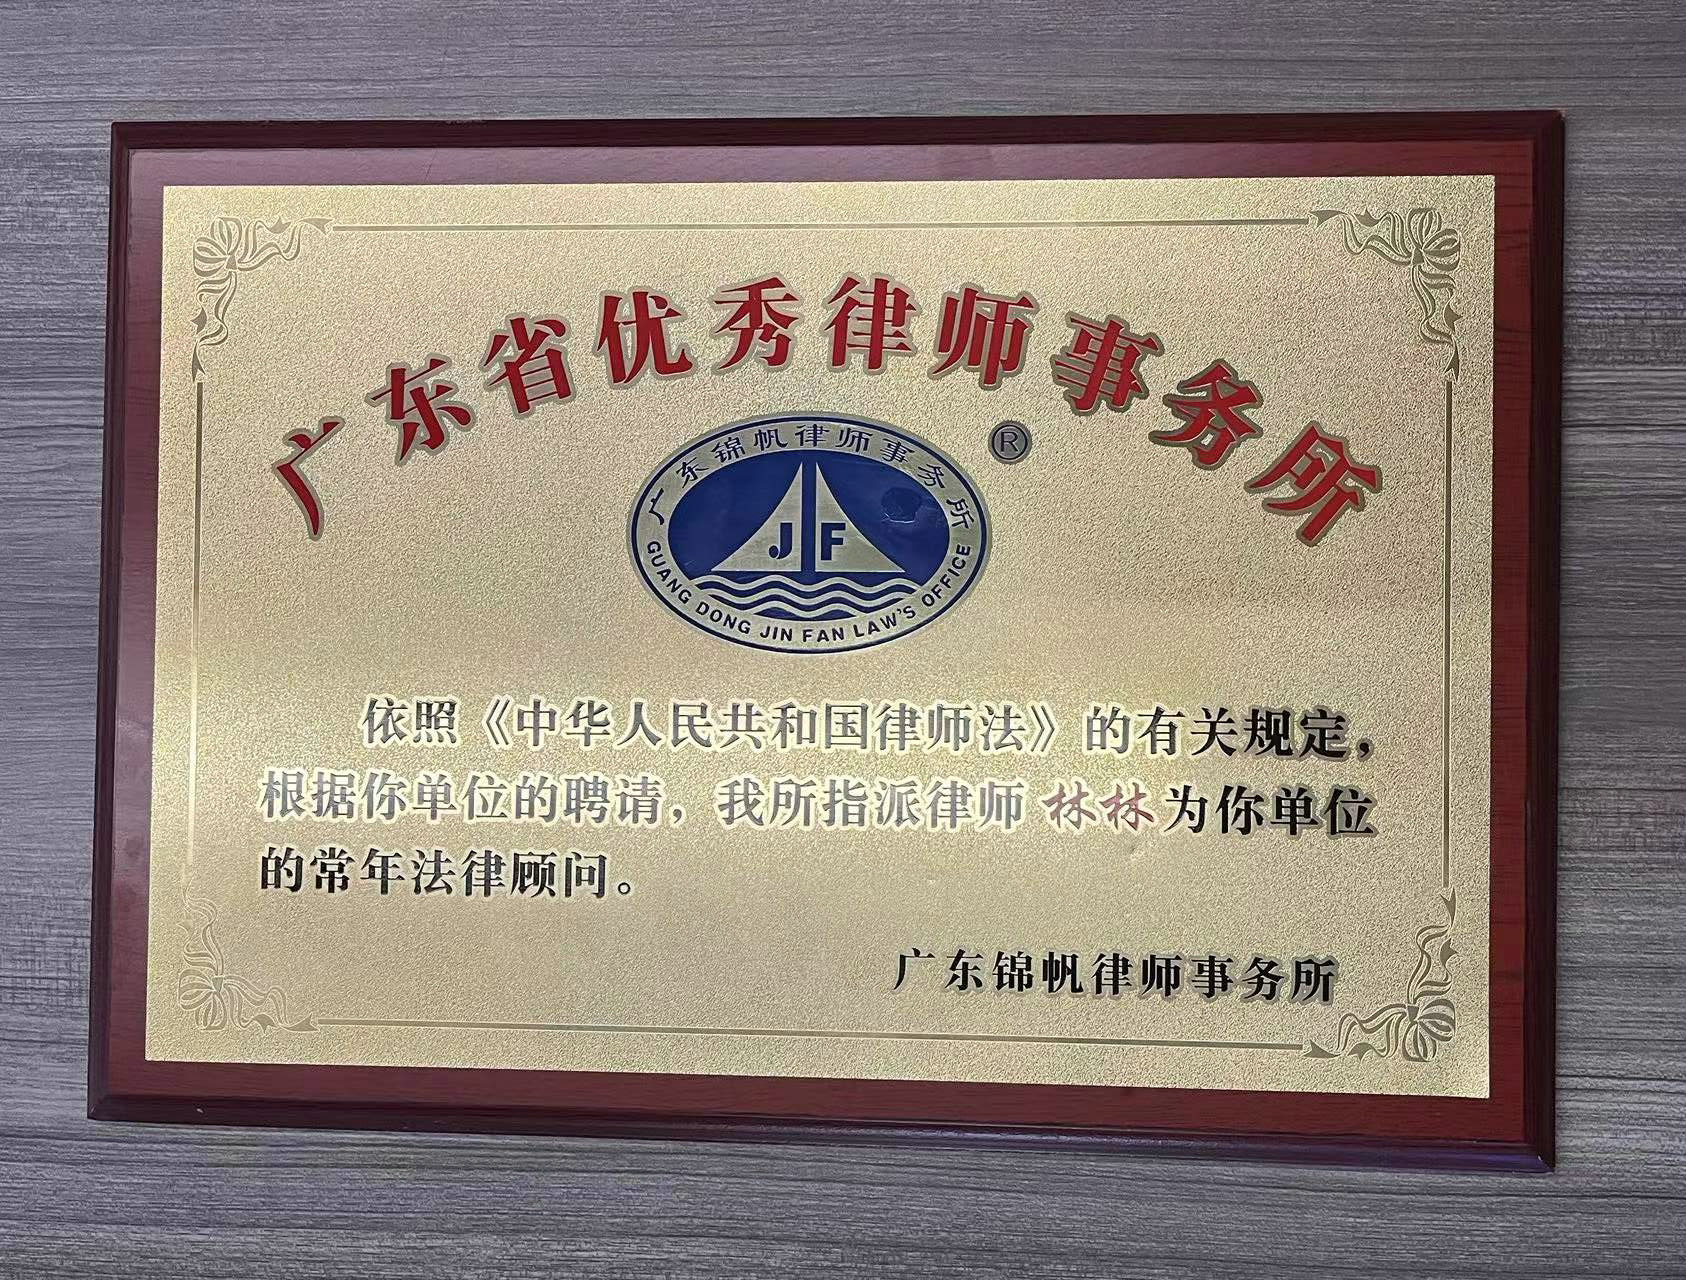 广东省优秀律师事务所
®
广东锦帆律师事务所
JF
GUANG DONG JIN FAN LAW'S OFFICE
依照《中华人民共和国律师法》的有关规定，
根据你单位的聘请，我所指派律师 林林 为你单位
的常年法律顾问。
广东锦帆律师事务所